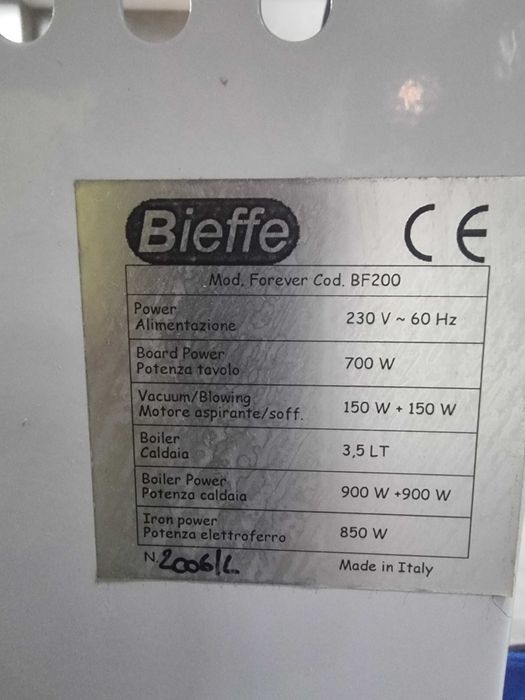 Bieffe
CE
Mod. Forever Cod. BF200
Power
Alimentazione
230 V ~ 60 Hz
Board Power
Potenza tavolo
700 W
Vacuum/Blowing
Motore aspirante/soff.
150 W + 150 W
Boiler
Caldaia
3,5 LT
Boiler Power
Potenza caldaia
900 W +900 W
Iron power
Potenza elettroferro
850 W
N. 2006/L
Made in Italy